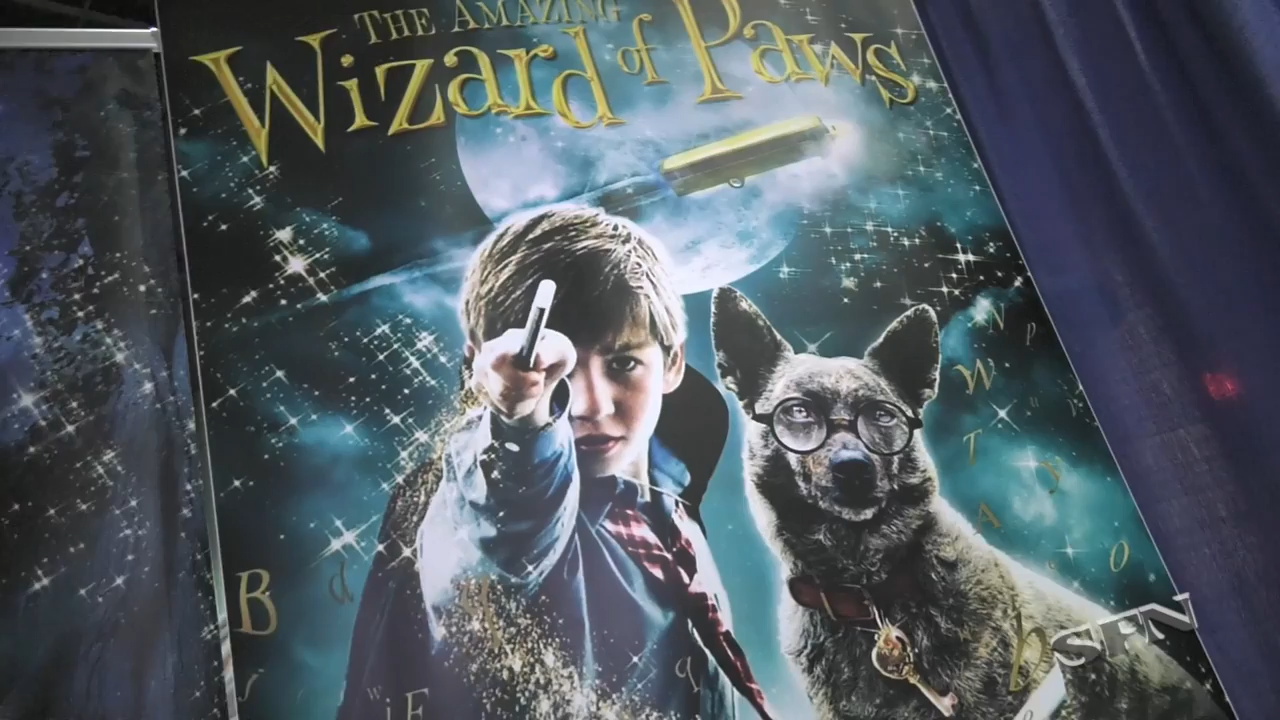 THE AMAZING
WIZARD of PAWS
N P
W
T
y
A
o
B d
y
b
SFN
q
w
i F